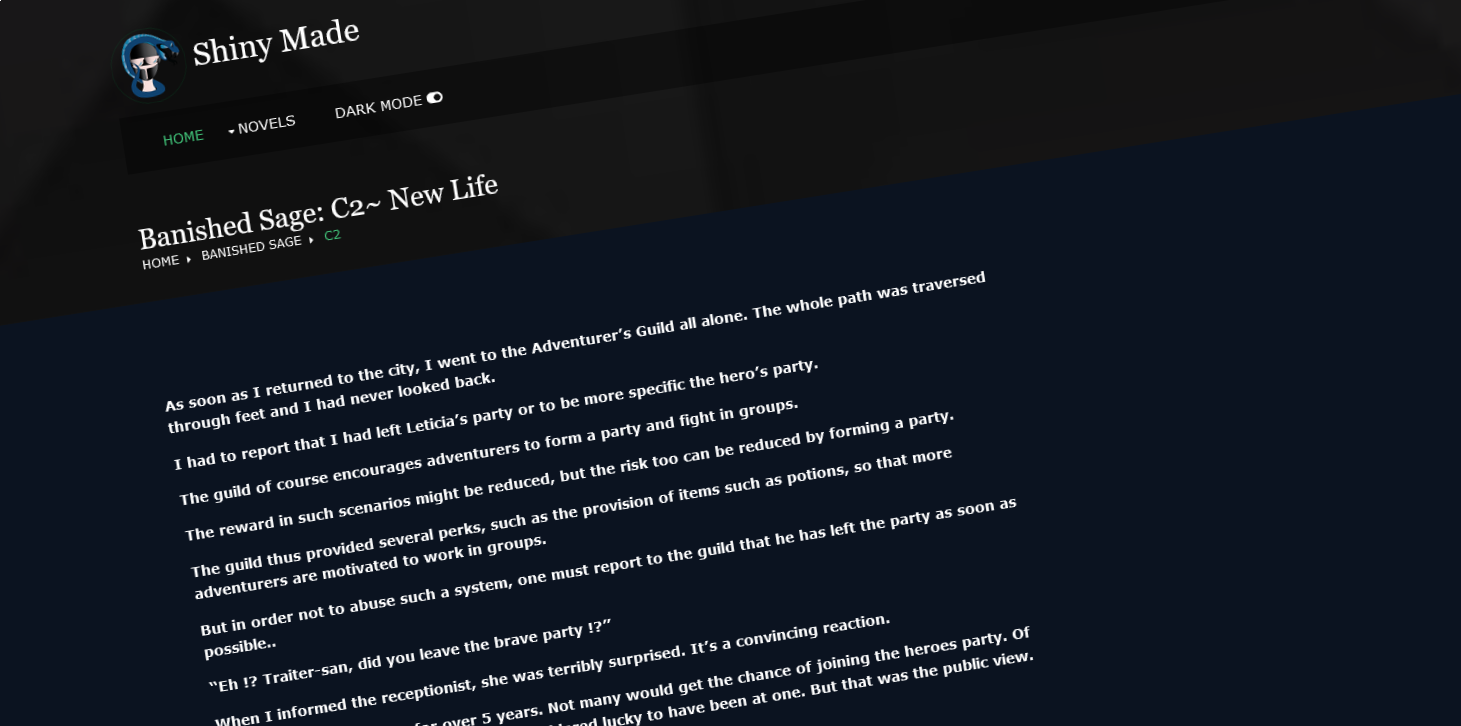 Shiny Made
HOME NOVELS DARK MODE
Banished Sage: C2~ New Life
HOME BANISHED SAGE C2
As soon as I returned to the city, I went to the Adventurer’s Guild all alone. The whole path was traversed
through feet and I had never looked back.
I had to report that I had left Leticia’s party or to be more specific the hero’s party.
The guild of course encourages adventurers to form a party and fight in groups.
The reward in such scenarios might be reduced, but the risk too can be reduced by forming a party.
The guild thus provided several perks, such as the provision of items such as potions, so that more
adventurers are motivated to work in groups.
But in order not to abuse such a system, one must report to the guild that he has left the party as soon as
possible..
“Eh !? Traiter-san, did you leave the brave party !?”
When I informed the receptionist, she was terribly surprised. It’s a convincing reaction.
over 5 years. Not many would get the chance of joining the heroes party. Of
lucky to have been at one. But that was the public view.